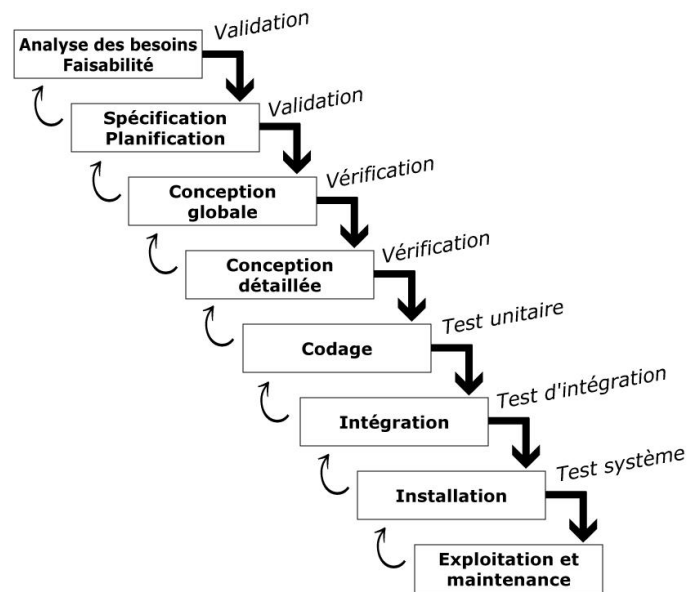 Validation
Analyse des besoins
Faisabilité
Validation
Spécification
Planification
Vérification
Conception
globale
Vérification
Conception
détaillée
Test unitaire
Codage
Test d'intégration
Intégration
Test système
Installation
Exploitation et
maintenance